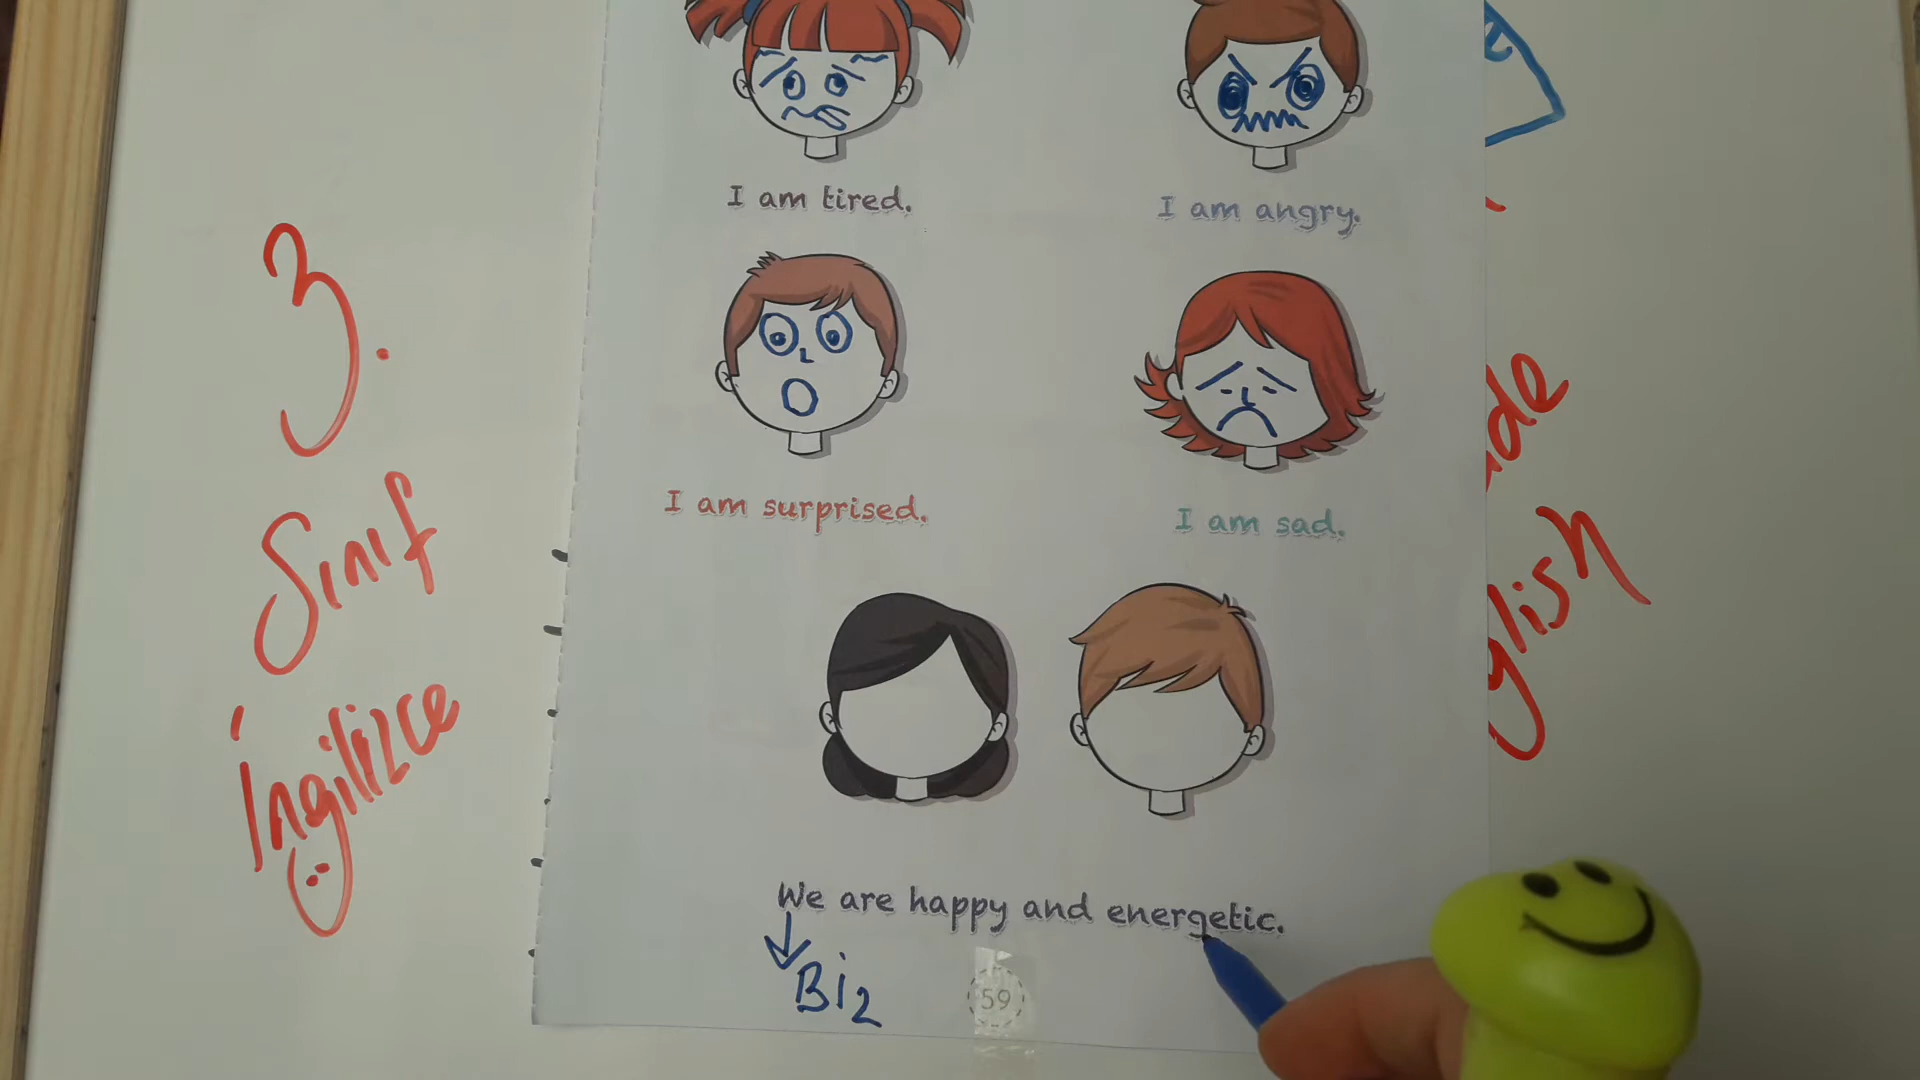 I am tired.
I am angry.
I am surprised.
I am sad.
We are happy and energetic.
Biz
59
3.
Sınıf
İngilizce